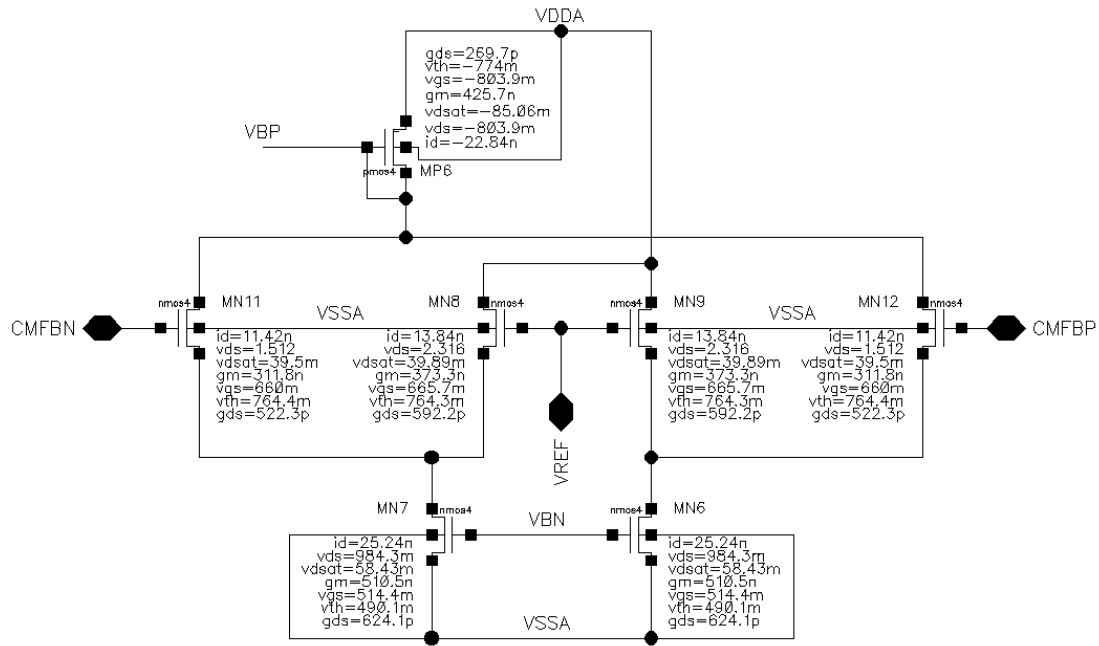 VDDA
gds=269.7p
vth=-774m
vgs=-803.9m
gm=425.7n
vdsat=-85.06m
vds=-803.9m
id=-22.84n
VBP
pmos4
MP6
CMFBN
nmos4
MN11
id=11.42n
vds=1.512
vdsat=39.5m
gm=311.8n
vgs=660m
vth=764.4m
gds=522.3p
VSSA
MN8
nmos4
id=13.84n
vds=2.316
vdsat=39.89m
gm=373.3n
vgs=665.7m
vth=764.3m
gds=592.2p
VREF
nmos4
MN9
id=13.84n
vds=2.316
vdsat=39.89m
gm=373.3n
vgs=665.7m
vth=764.3m
gds=592.2p
VSSA
MN12
nmos4
id=11.42n
vds=1.512
vdsat=39.5m
gm=311.8n
vgs=660m
vth=764.4m
gds=522.3p
CMFBP
MN7
nmos4
id=25.24n
vds=984.3m
vdsat=58.43m
gm=510.5n
vgs=514.4m
vth=490.1m
gds=624.1p
VBN
nmos4
MN6
id=25.24n
vds=984.3m
vdsat=58.43m
gm=510.5n
vgs=514.4m
vth=490.1m
gds=624.1p
VSSA